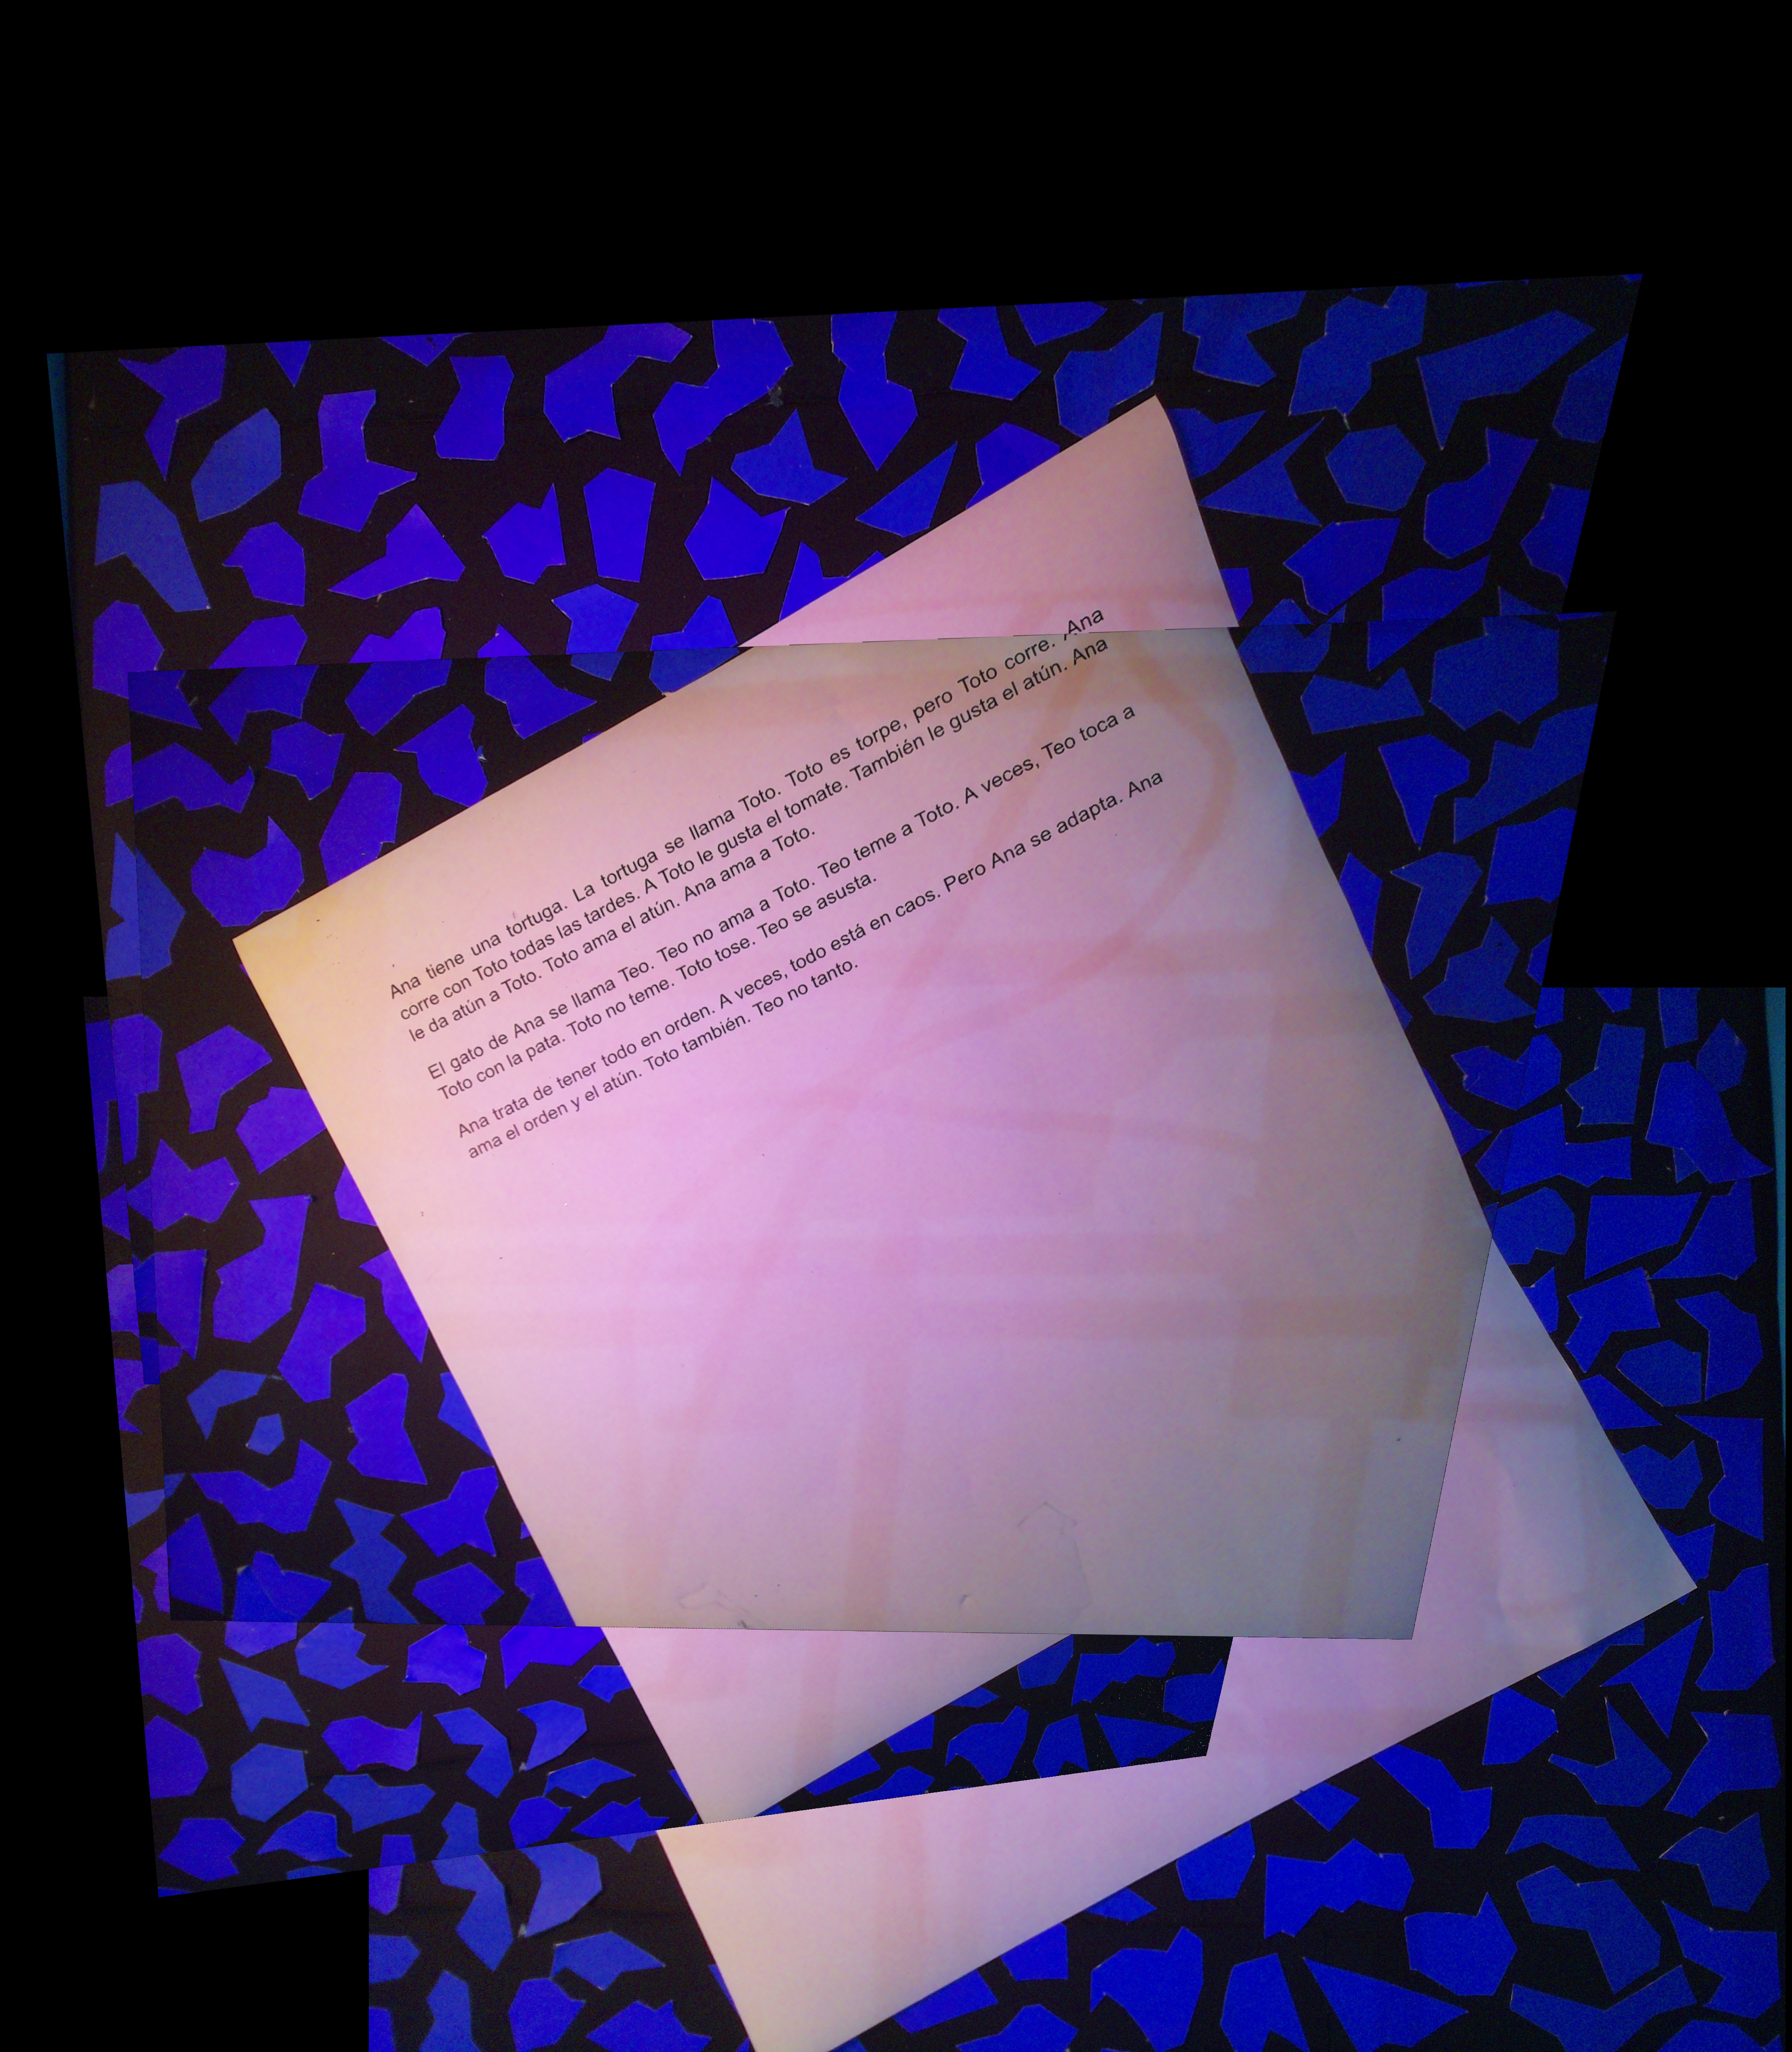 Ana tiene una tortuga. La tortuga se llama Toto. Toto es torpe, pero Toto corre. Ana
corre con Toto todas las tardes. A Toto le gusta el tomate. También le gusta el atún. Ana
le da atún a Toto. Toto ama el atún. Ana ama a Toto.
El gato de Ana se llama Teo. Teo no ama a Toto. Teo teme a Toto. A veces, Teo toca a
Toto con la pata. Toto no teme. Toto tose. Teo se asusta.
Ana trata de tener todo en orden. A veces, todo está en caos. Pero Ana se adapta. Ana
ama el orden y el atún. Toto también. Teo no tanto.